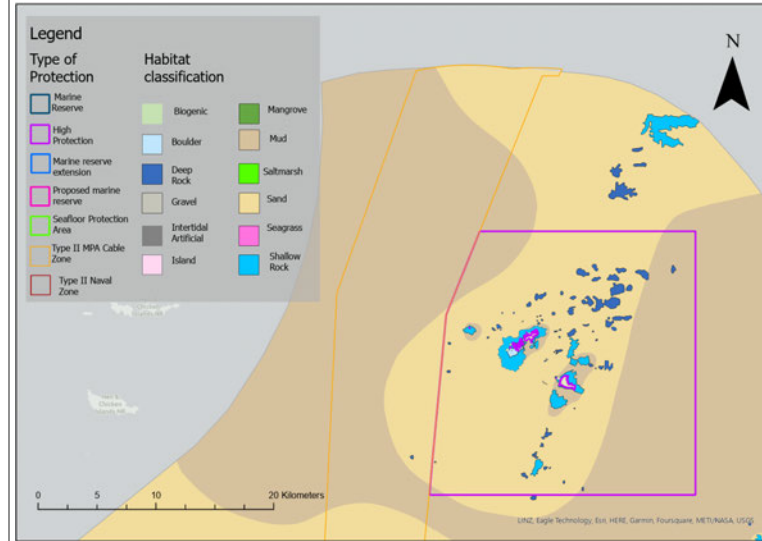 Legend
Type of
Protection
Marine
Reserve
High
Protection
Marine reserve
extension
Proposed marine
reserve
Seafloor Protection
Area
Type II MPA Cable
Zone
Type II Naval
Zone
Habitat
classification
Biogenic
Boulder
Deep
Rock
Gravel
Intertidal
Artificial
Island
Mangrove
Mud
Saltmarsh
Sand
Seagrass
Shallow
Rock
N
Chicken
0 5 10 20 Kilometers
LINZ, Eagle Technology, Esri, HERE, Garmin, Foursquare, METI/NASA, USGS